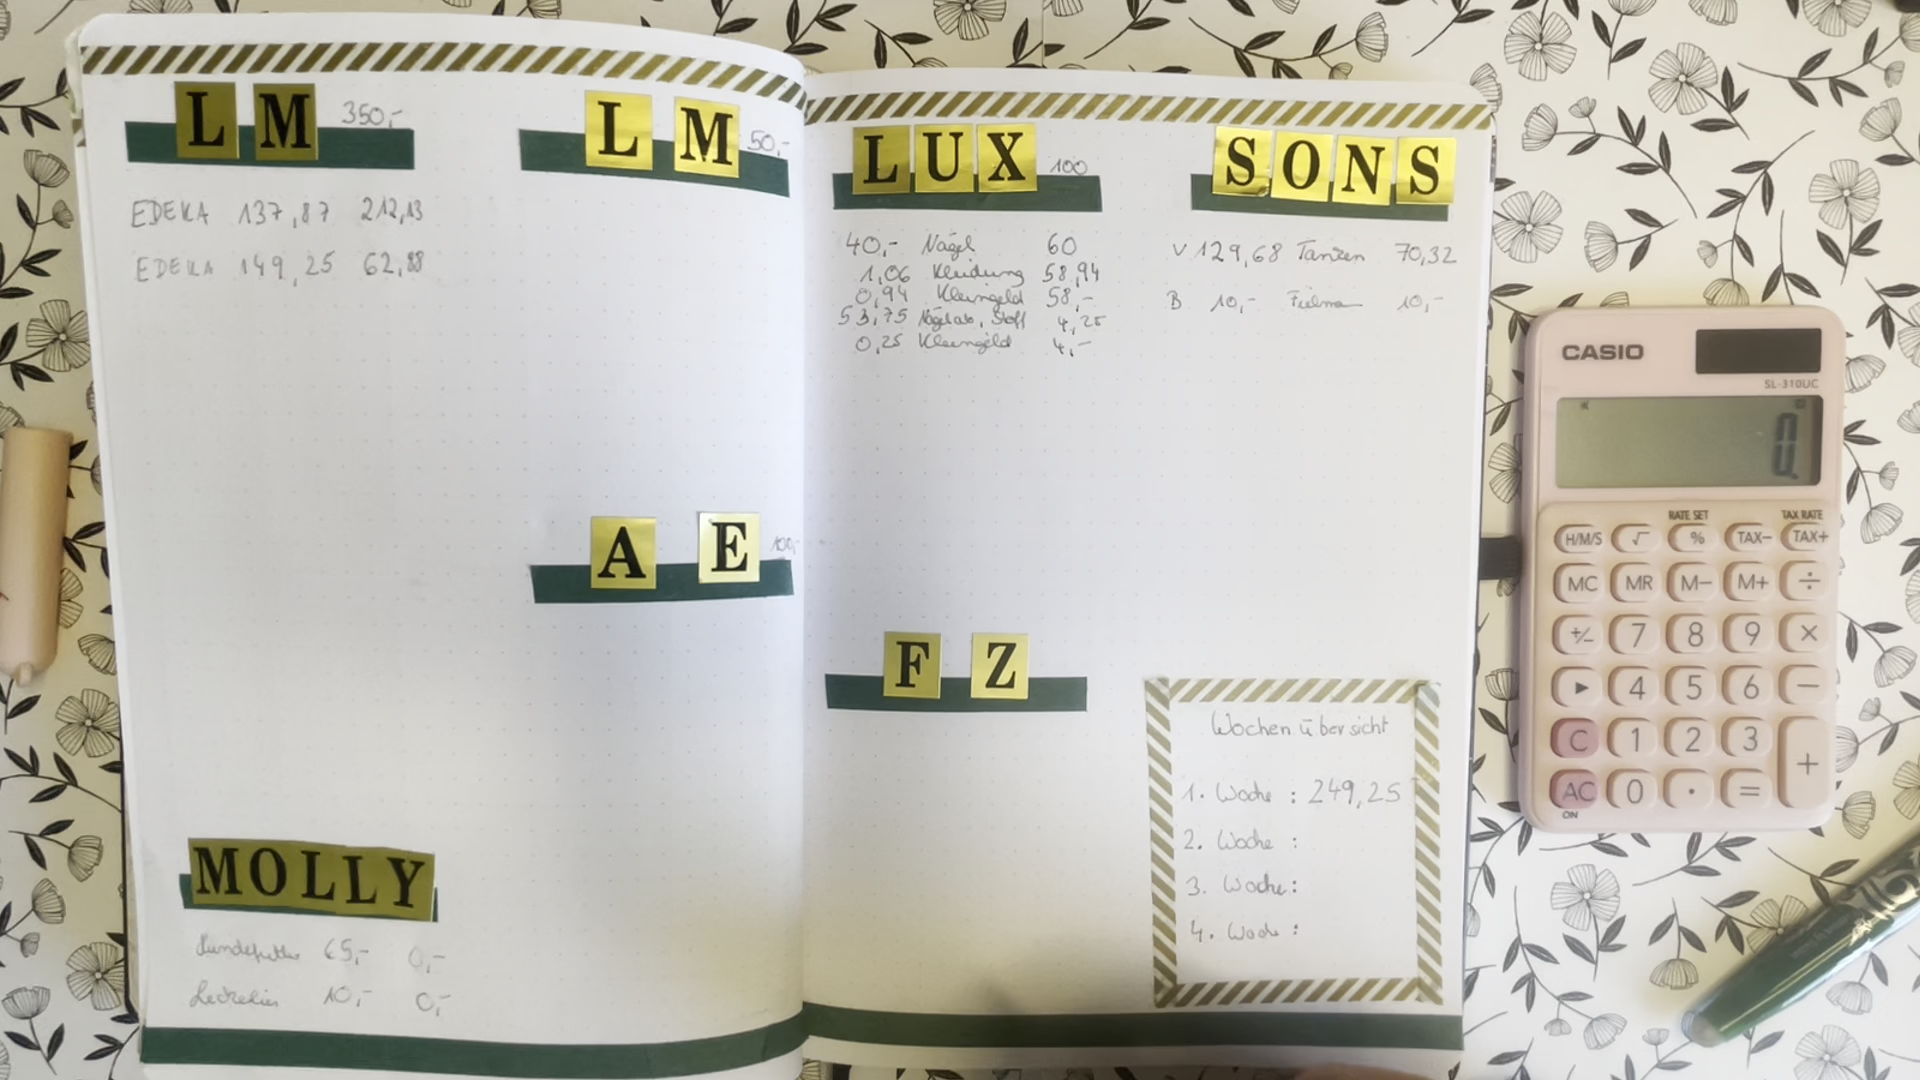 LM 350,-
EDEKA 137,87 212,13
EDEKA 149,25 62,88
MOLLY
Hundefutter 65,- 0,-
Leckelies 10,- 0,-
LM 50,-
AE 100,-
LUX 100
40,- Nägel 60
1,06 Kleidung 58,94
0,94 Kleingeld 58,-
53,75 Stoff 4,25
0,25 Kleingeld 4,-
FZ
SONS
V 129,68 Tanzen 70,32
B 10,- 10,-
Wochenübersicht
1. Woche : 249,25
2. Woche :
3. Woche :
4. Woche :
CASIO
SL-310UC
0
RATE SET TAX RATE
H/M/S √ % TAX− TAX+
MC MR M− M+ ÷
+/− 7 8 9 ×
▶ 4 5 6 −
C 1 2 3
AC 0 · = +
ON